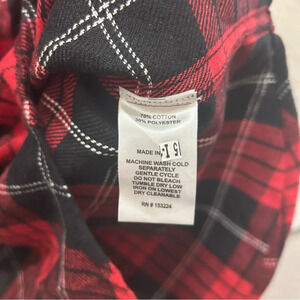 70% COTTON
30% POLYESTER
MADE IN
MACHINE WASH COLD
SEPARATELY
GENTLE CYCLE
DO NOT BLEACH
TUMBLE DRY LOW
IRON ON LOWEST
DRY CLEANABLE
RN # 153224